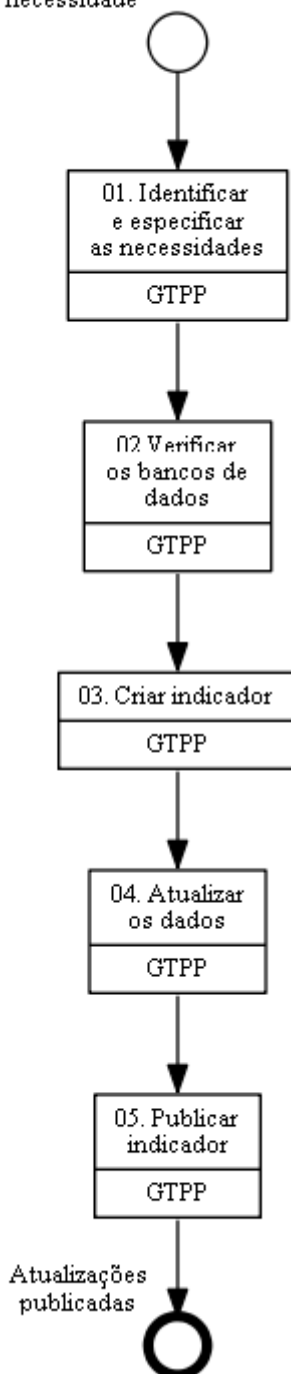 necessidade
01. Identificar
e especificar
as necessidades
GTPP
02 Verificar
os bancos de
dados
GTPP
03. Criar indicador
GTPP
04. Atualizar
os dados
GTPP
05. Publicar
indicador
GTPP
Atualizações
publicadas